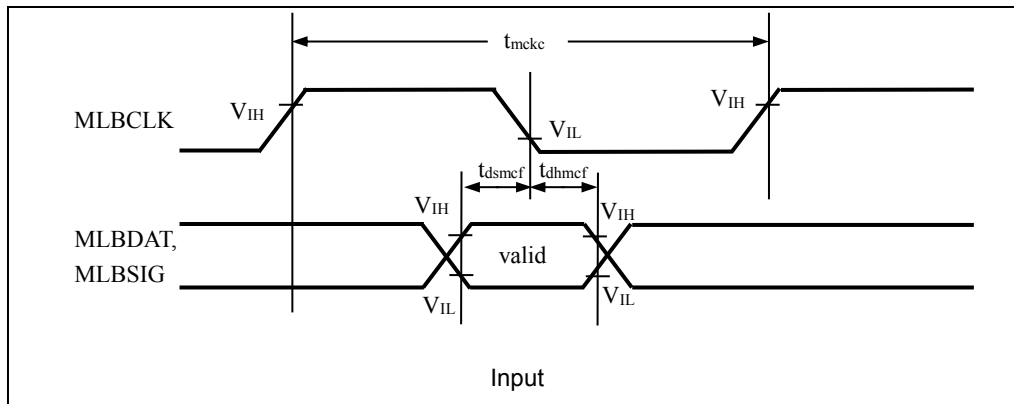 tmckc
MLBCLK
VIH
VIH
VIL
tdsmcf
tdhmcf
MLBDAT,
MLBSIG
VIH
VIH
valid
VIL
VIL
Input